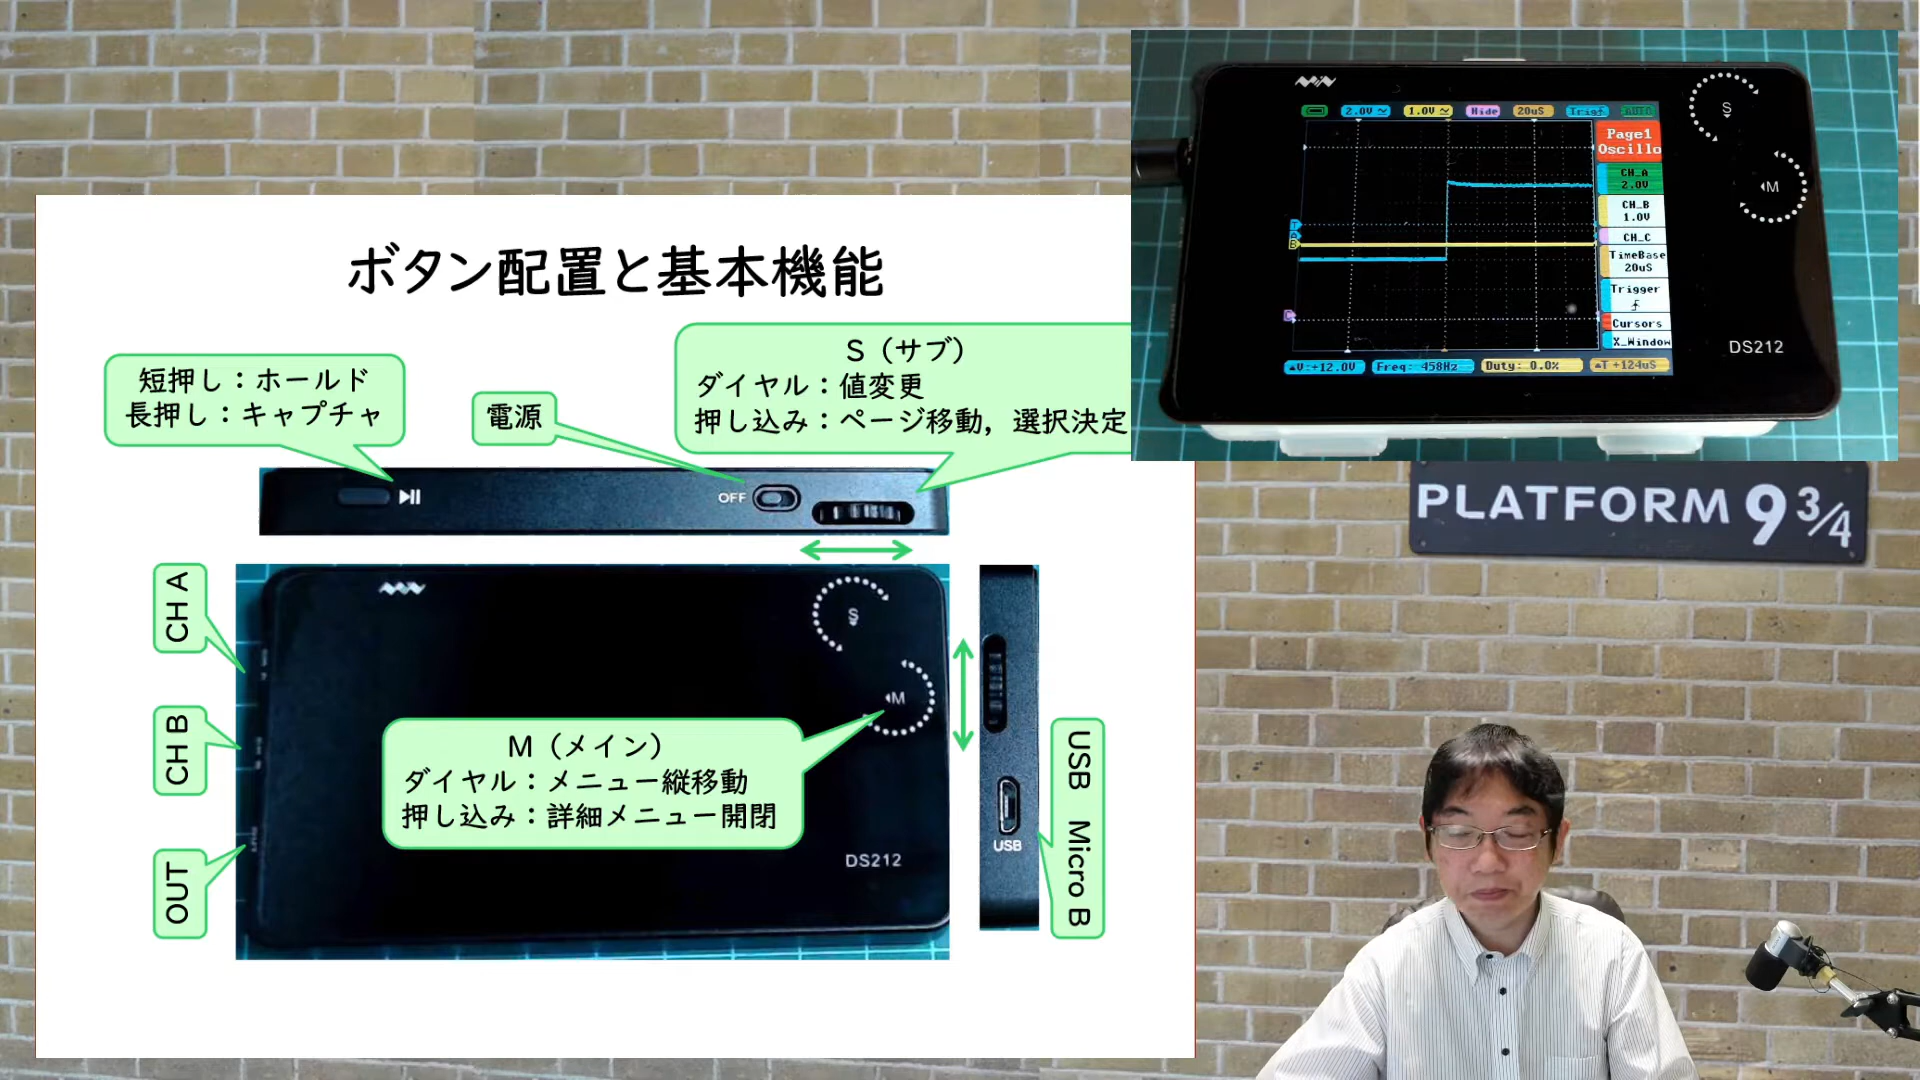 ボタン配置と基本機能
短押し：ホールド
長押し：キャプチャ
電源
S（サブ）
ダイヤル：値変更
押し込み：ページ移動，選択決定
OFF
CH A
CH B
OUT
S
M
M（メイン）
ダイヤル：メニュー縦移動
押し込み：詳細メニュー開閉
DS212
USB
USB Micro B
2.0V
1.0V
Hide
20uS
Trig
AUTO
Page1
Oscillo
CH_A
2.0V
CH_B
1.0V
CH_C
TimeBase
20uS
Trigger
Cursors
X_Window
T
A
B
C
▲V=+12.0V
Freq: 458Hz
Duty: 0.0%
▲T +124uS
S
M
DS212
PLATFORM 9 3/4